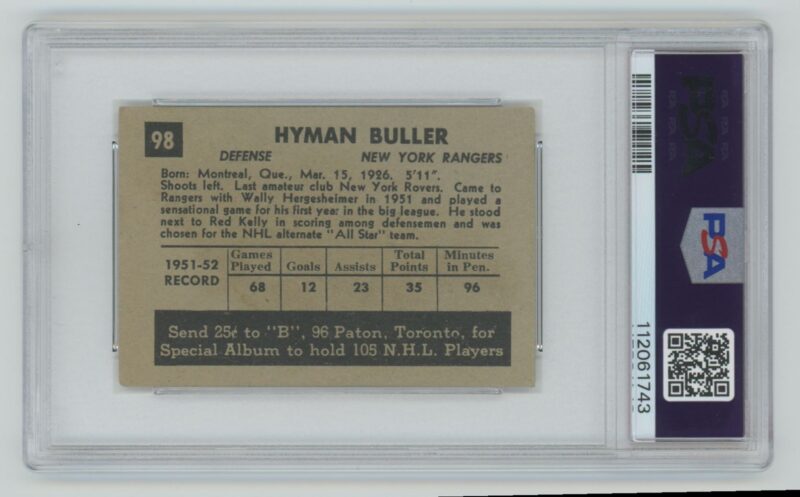 98
HYMAN BULLER
DEFENSE NEW YORK RANGERS
Born: Montreal, Que., Mar. 15, 1926. 5'11".
Shoots left. Last amateur club New York Rovers. Came to
Rangers with Wally Hergesheimer in 1951 and played a
sensational game for his first year in the big league. He stood
next to Red Kelly in scoring among defensemen and was
chosen for the NHL alternate "All Star" team.
1951-52 RECORD
Games Played Goals Assists Total Points Minutes in Pen.
68 12 23 35 96
Send 25¢ to "B", 96 Paton, Toronto, for
Special Album to hold 105 N.H.L. Players
PSA
PSA
112061743